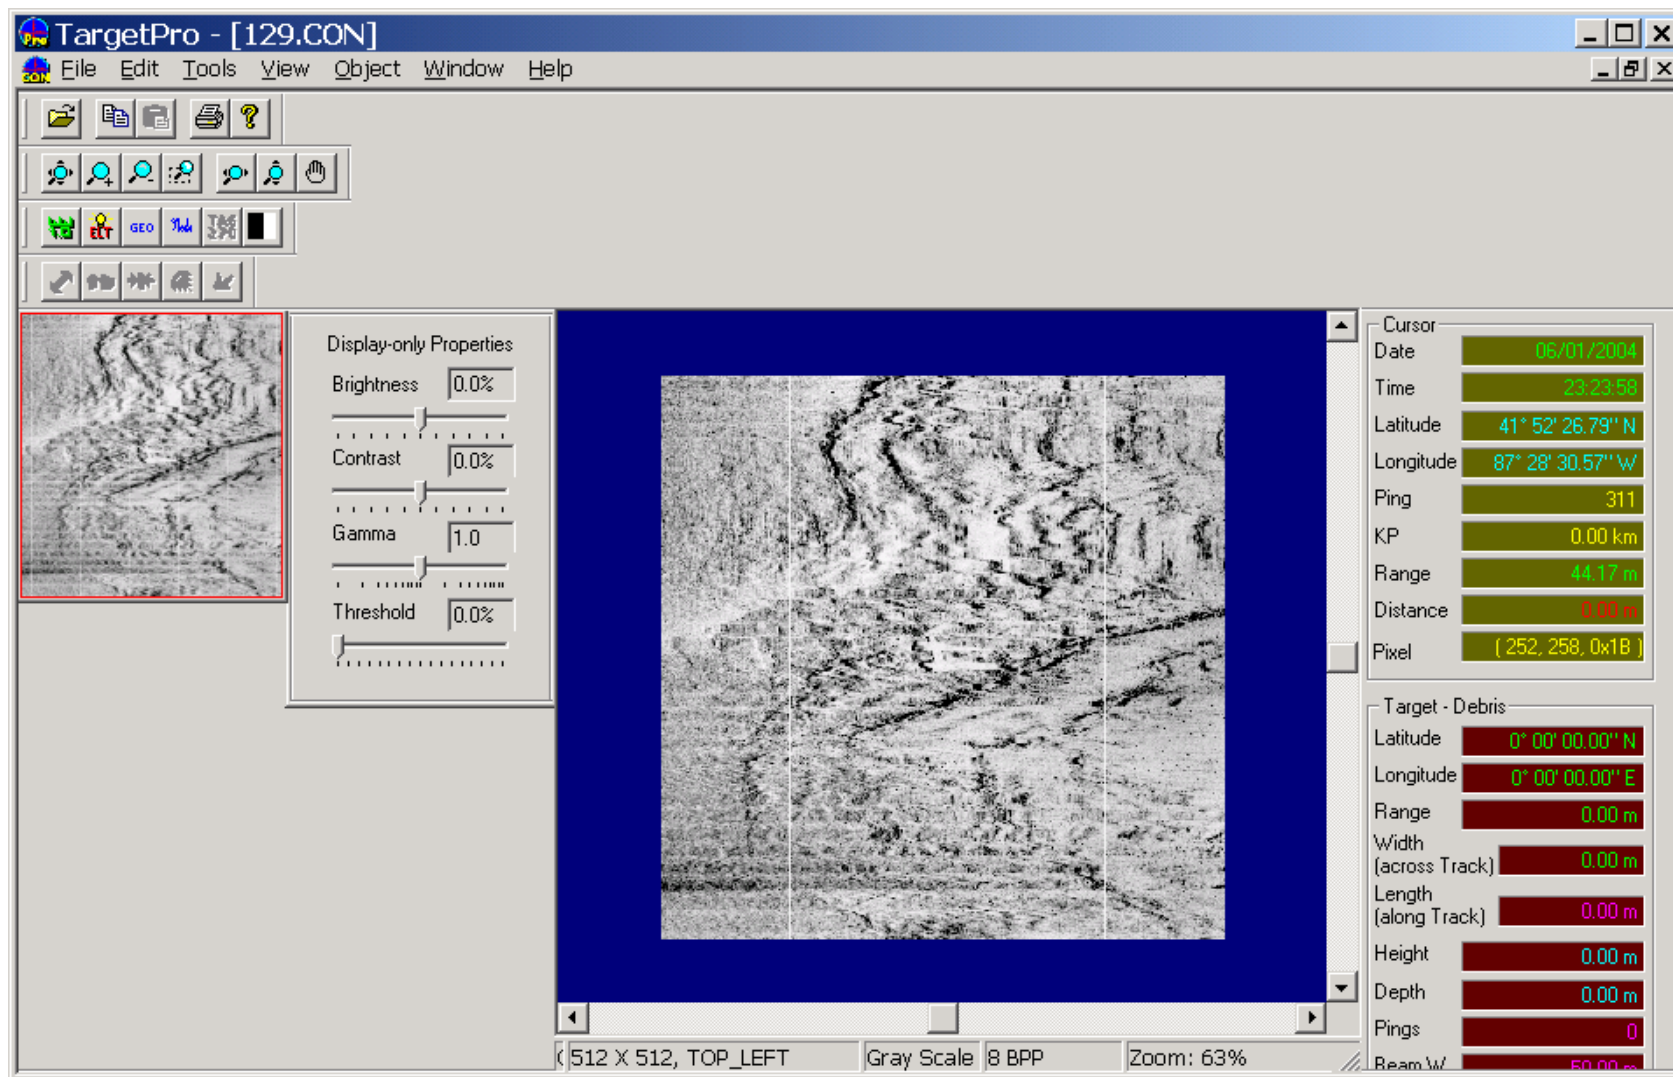 TargetPro - [129.CON]
File Edit Tools View Object Window Help
GEO
Display-only Properties
Brightness 0.0%
Contrast 0.0%
Gamma 1.0
Threshold 0.0%
Cursor
Date 06/01/2004
Time 23:23:58
Latitude 41° 52' 26.79'' N
Longitude 87° 28' 30.57'' W
Ping 311
KP 0.00 km
Range 44.17 m
Distance 0.00 m
Pixel ( 252, 258, 0x1B )
Target - Debris
Latitude 0° 00' 00.00'' N
Longitude 0° 00' 00.00'' E
Range 0.00 m
Width
(across Track) 0.00 m
Length
(along Track) 0.00 m
Height 0.00 m
Depth 0.00 m
Pings 0
Beam W 50.00 m
512 X 512, TOP_LEFT Gray Scale 8 BPP Zoom: 63%